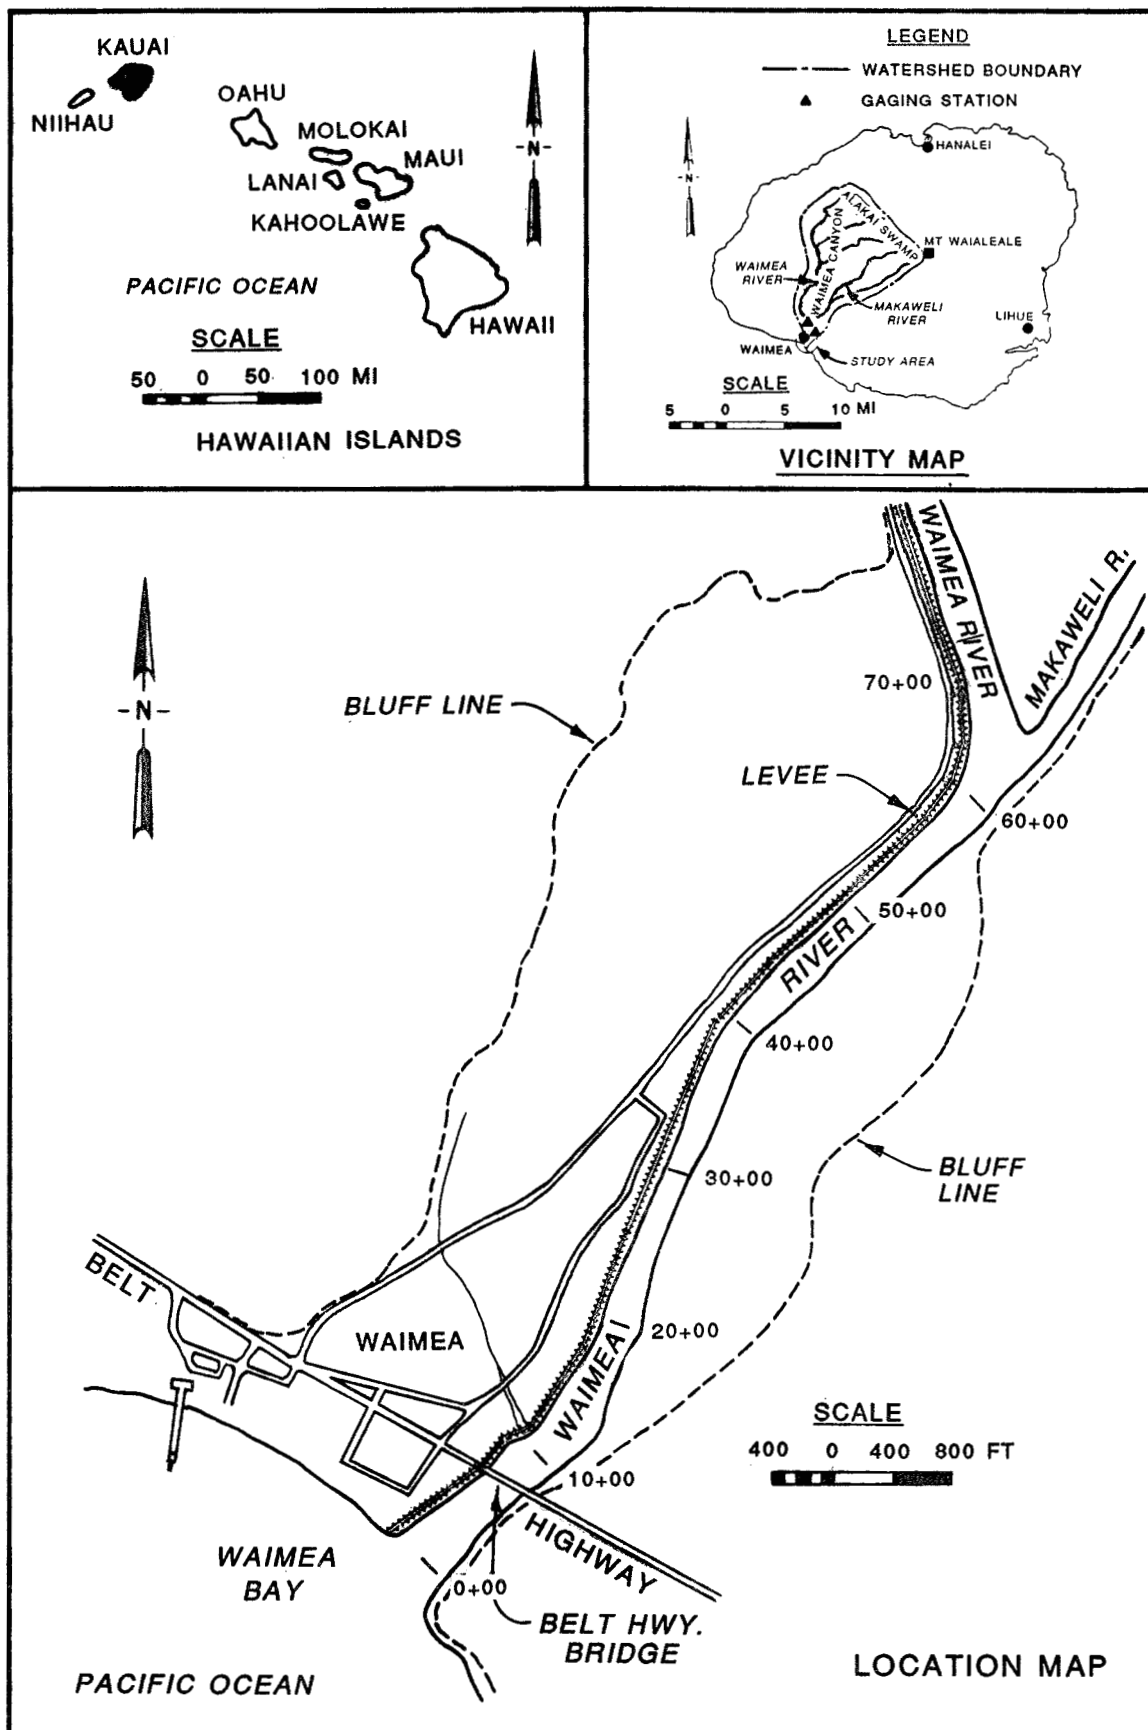 KAUAI
NIIHAU
OAHU
MOLOKAI
MAUI
LANAI
KAHOOLAWE
HAWAII
-N-
PACIFIC OCEAN
SCALE
50 0 50 100 MI
HAWAIIAN ISLANDS
LEGEND
WATERSHED BOUNDARY
GAGING STATION
-N-
HANALEI
ALAKAI SWAMP
WAIMEA CANYON
MT WAIALEALE
WAIMEA
RIVER
MAKAWELI
RIVER
LIHUE
WAIMEA
STUDY AREA
SCALE
5 0 5 10 MI
VICINITY MAP
WAIMEA RIVER
MAKAWELI R.
-N-
BLUFF LINE
70+00
LEVEE
60+00
50+00
RIVER
40+00
30+00
BLUFF
LINE
BELT
WAIMEA
20+00
WAIMEAI
SCALE
400 0 400 800 FT
10+00
HIGHWAY
WAIMEA
BAY
0+00
BELT HWY.
BRIDGE
PACIFIC OCEAN
LOCATION MAP